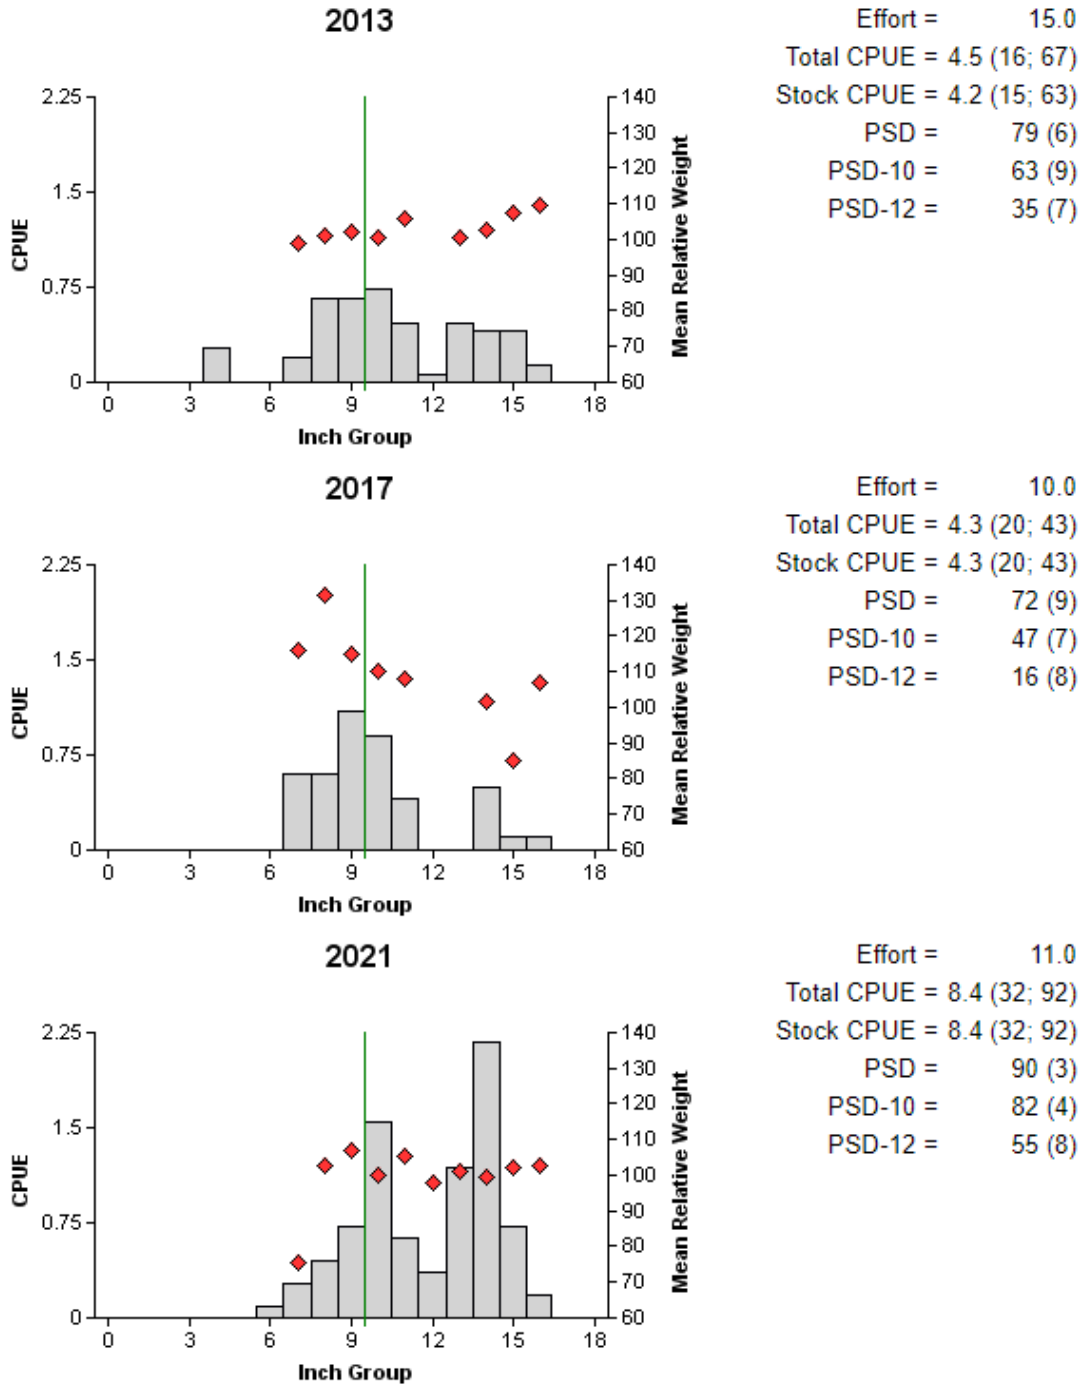 2013
Effort = 15.0
Total CPUE = 4.5 (16; 67)
Stock CPUE = 4.2 (15; 63)
PSD = 79 (6)
PSD-10 = 63 (9)
PSD-12 = 35 (7)
2.25
1.5
0.75
0
CPUE
140
130
120
110
100
90
80
70
60
Mean Relative Weight
0 3 6 9 12 15 18
Inch Group
2017
Effort = 10.0
Total CPUE = 4.3 (20; 43)
Stock CPUE = 4.3 (20; 43)
PSD = 72 (9)
PSD-10 = 47 (7)
PSD-12 = 16 (8)
2.25
1.5
0.75
0
CPUE
140
130
120
110
100
90
80
70
60
Mean Relative Weight
0 3 6 9 12 15 18
Inch Group
2021
Effort = 11.0
Total CPUE = 8.4 (32; 92)
Stock CPUE = 8.4 (32; 92)
PSD = 90 (3)
PSD-10 = 82 (4)
PSD-12 = 55 (8)
2.25
1.5
0.75
0
CPUE
140
130
120
110
100
90
80
70
60
Mean Relative Weight
0 3 6 9 12 15 18
Inch Group